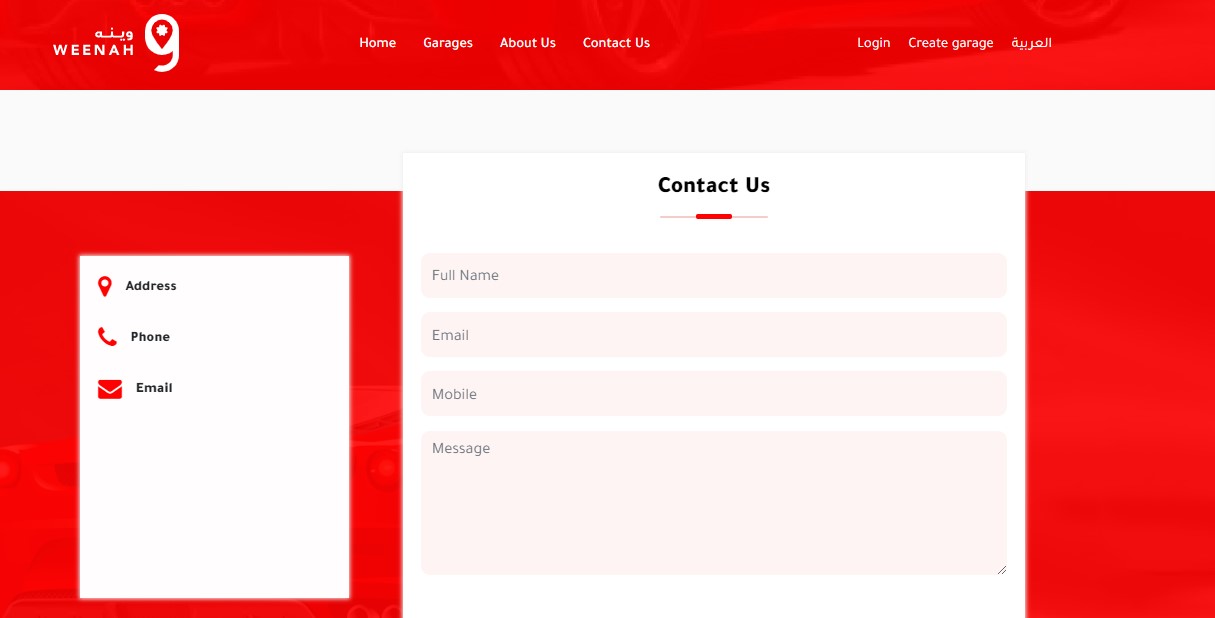 وينه
WEENAH
Home
Garages
About Us
Contact Us
Login
Create garage
العربية
Contact Us
Address
Phone
Email
Full Name
Email
Mobile
Message